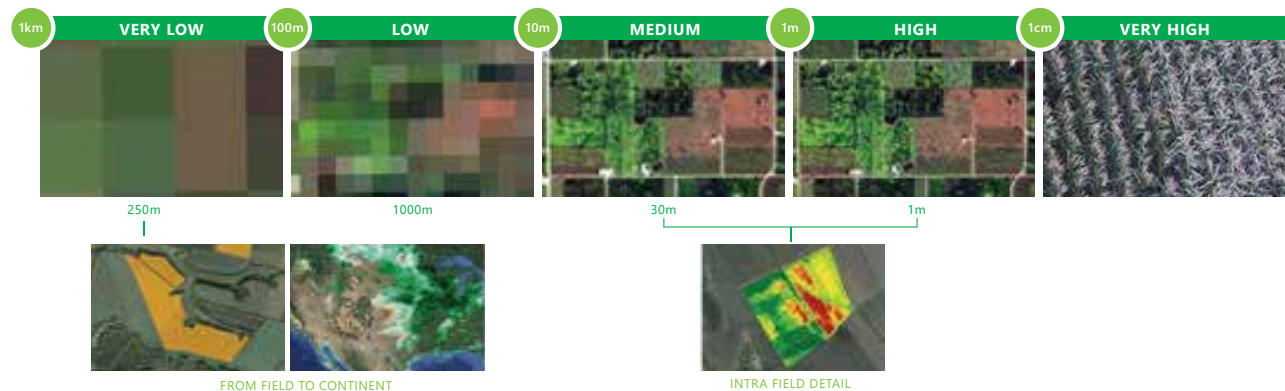 1km VERY LOW 100m LOW 10m MEDIUM 1m HIGH 1cm VERY HIGH
250m 1000m 30m 1m
FROM FIELD TO CONTINENT INTRA FIELD DETAIL